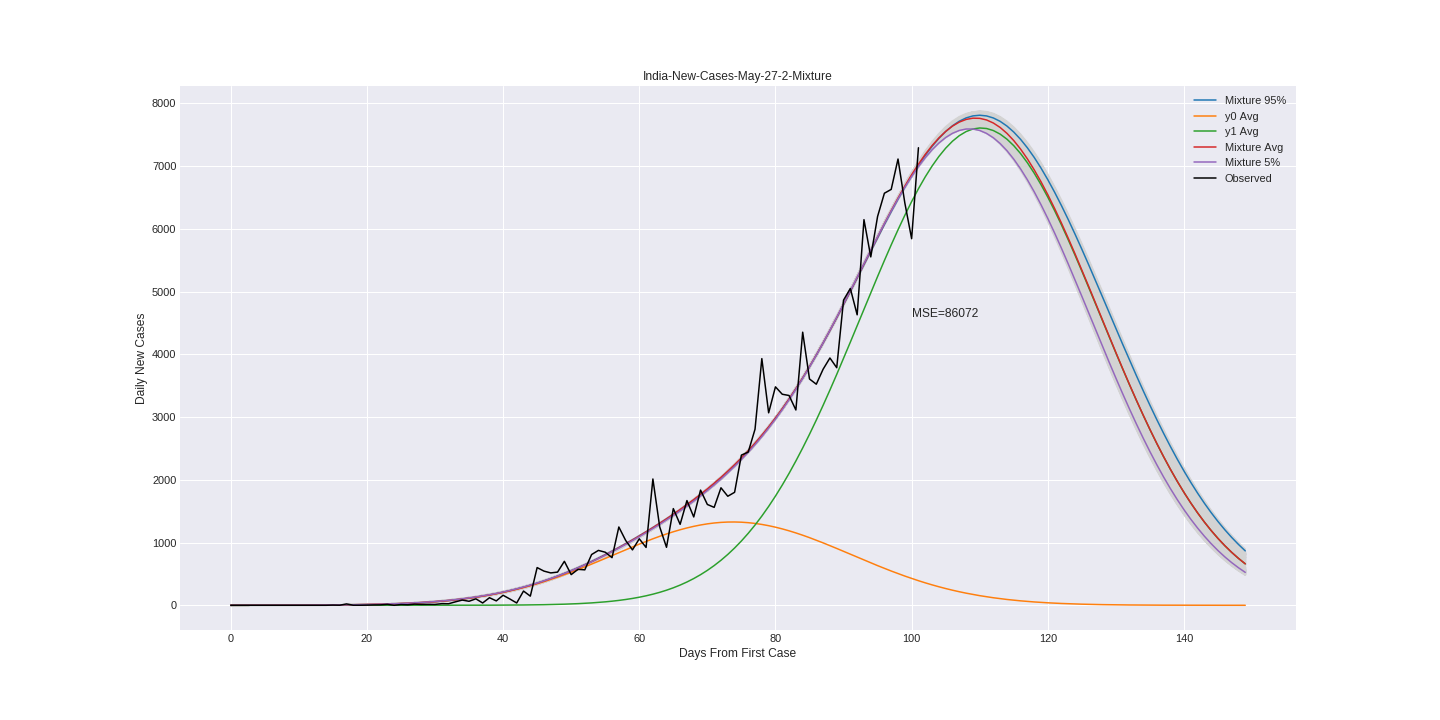 India-New-Cases-May-27-2-Mixture
Mixture 95%
y0 Avg
y1 Avg
Mixture Avg
Mixture 5%
Observed
MSE=86072
Daily New Cases
8000
7000
6000
5000
4000
3000
2000
1000
0
0 20 40 60 80 100 120 140
Days From First Case